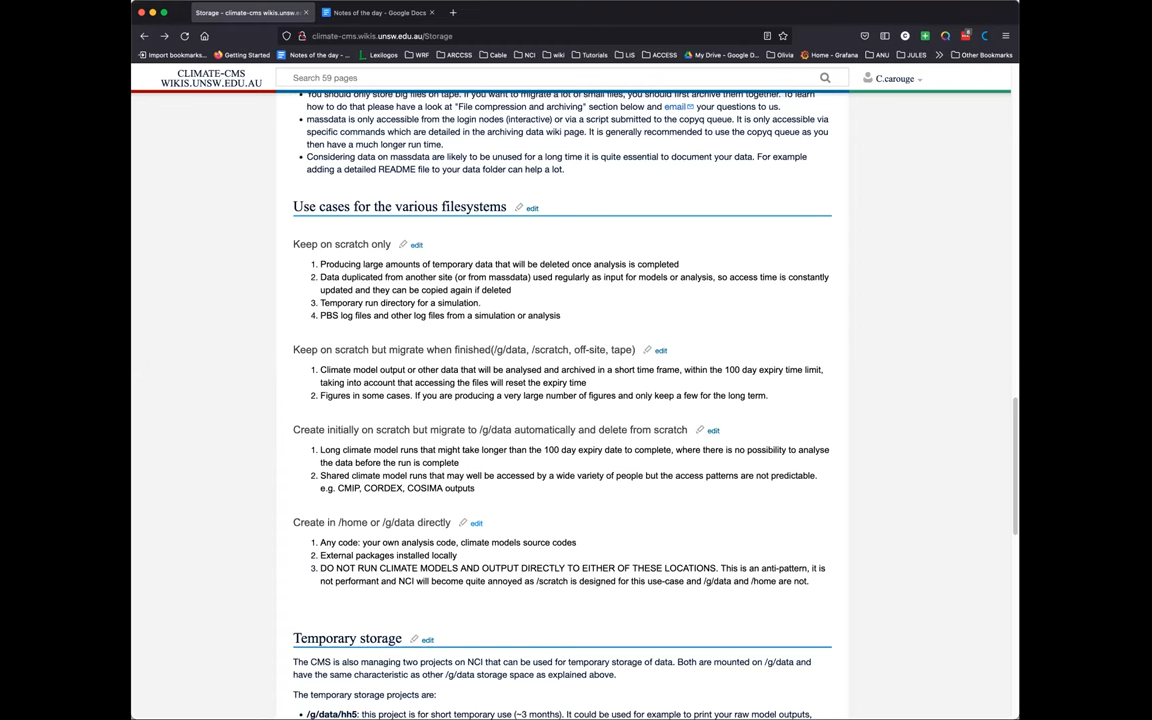 Storage - climate-cms wikis.unsw.e
Notes of the day - Google Docs
climate-cms.wikis.unsw.edu.au/Storage
Import bookmarks... Getting Started Notes of the day - ... Lexilogos WRF ARCCSS Cable NCI wiki Tutorials LIS ACCESS My Drive - Google D... Olivia Home - Grafana ANU JULES Other Bookmarks
CLIMATE-CMS
WIKIS.UNSW.EDU.AU
Search 59 pages
C.carouge
You should only store big files on tape. If you want to migrate a lot of small files, you should first archive them together. To learn
how to do that please have a look at "File compression and archiving" section below and email your questions to us.
massdata is only accessible from the login nodes (interactive) or via a script submitted to the copyq queue. It is only accessible via
specific commands which are detailed in the archiving data wiki page. It is generally recommended to use the copyq queue as you
then have a much longer run time.
Considering data on massdata are likely to be unused for a long time it is quite essential to document your data. For example
adding a detailed README file to your data folder can help a lot.
Use cases for the various filesystems edit
Keep on scratch only edit
1. Producing large amounts of temporary data that will be deleted once analysis is completed
2. Data duplicated from another site (or from massdata) used regularly as input for models or analysis, so access time is constantly
updated and they can be copied again if deleted
3. Temporary run directory for a simulation.
4. PBS log files and other log files from a simulation or analysis
Keep on scratch but migrate when finished(/g/data, /scratch, off-site, tape) edit
1. Climate model output or other data that will be analysed and archived in a short time frame, within the 100 day expiry time limit,
taking into account that accessing the files will reset the expiry time
2. Figures in some cases. If you are producing a very large number of figures and only keep a few for the long term.
Create initially on scratch but migrate to /g/data automatically and delete from scratch edit
1. Long climate model runs that might take longer than the 100 day expiry date to complete, where there is no possibility to analyse
the data before the run is complete
2. Shared climate model runs that may well be accessed by a wide variety of people but the access patterns are not predictable.
e.g. CMIP, CORDEX, COSIMA outputs
Create in /home or /g/data directly edit
1. Any code: your own analysis code, climate models source codes
2. External packages installed locally
3. DO NOT RUN CLIMATE MODELS AND OUTPUT DIRECTLY TO EITHER OF THESE LOCATIONS. This is an anti-pattern, it is
not performant and NCI will become quite annoyed as /scratch is designed for this use-case and /g/data and /home are not.
Temporary storage edit
The CMS is also managing two projects on NCI that can be used for temporary storage of data. Both are mounted on /g/data and
have the same characteristic as other /g/data storage space as explained above.
The temporary storage projects are:
/g/data/hh5: this project is for short temporary use (~3 months). It could be used for example to print your raw model outputs,